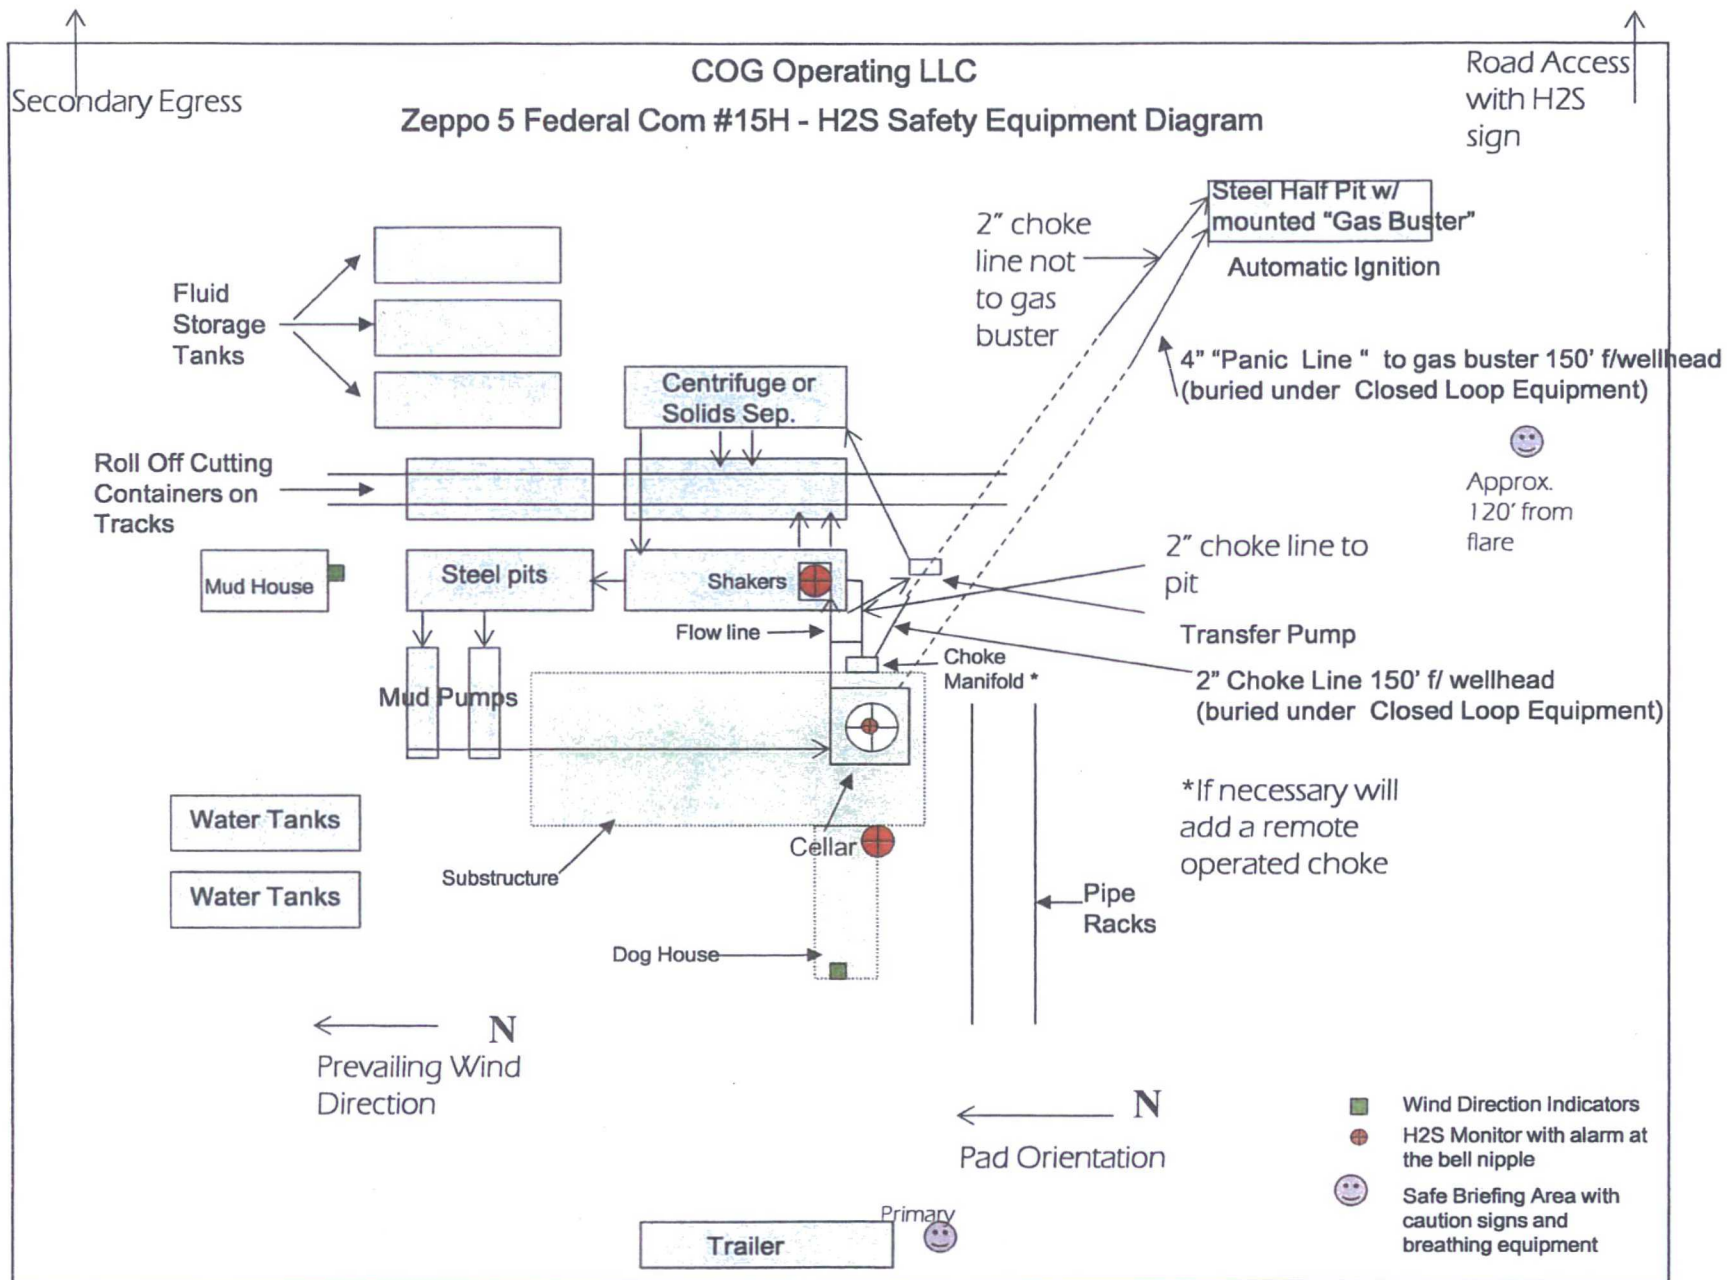 COG Operating LLC
Zeppo 5 Federal Com #15H - H2S Safety Equipment Diagram
Secondary Egress
Road Access
with H2S
sign
Steel Half Pit w/
mounted "Gas Buster"
Automatic Ignition
2" choke
line not
to gas
buster
Fluid
Storage
Tanks
4" "Panic Line " to gas buster 150' f/wellhead
(buried under Closed Loop Equipment)
Centrifuge or
Solids Sep.
Roll Off Cutting
Containers on
Tracks
Approx.
120' from
flare
2" choke line to
pit
Mud House
Steel pits
Shakers
Flow line
Transfer Pump
Choke
Manifold *
2" Choke Line 150' f/ wellhead
(buried under Closed Loop Equipment)
Mud Pumps
*If necessary will
add a remote
operated choke
Water Tanks
Cellar
Substructure
Water Tanks
Pipe
Racks
Dog House
N
Prevailing Wind
Direction
N
Pad Orientation
Wind Direction Indicators
H2S Monitor with alarm at
the bell nipple
Safe Briefing Area with
caution signs and
breathing equipment
Primary
Trailer